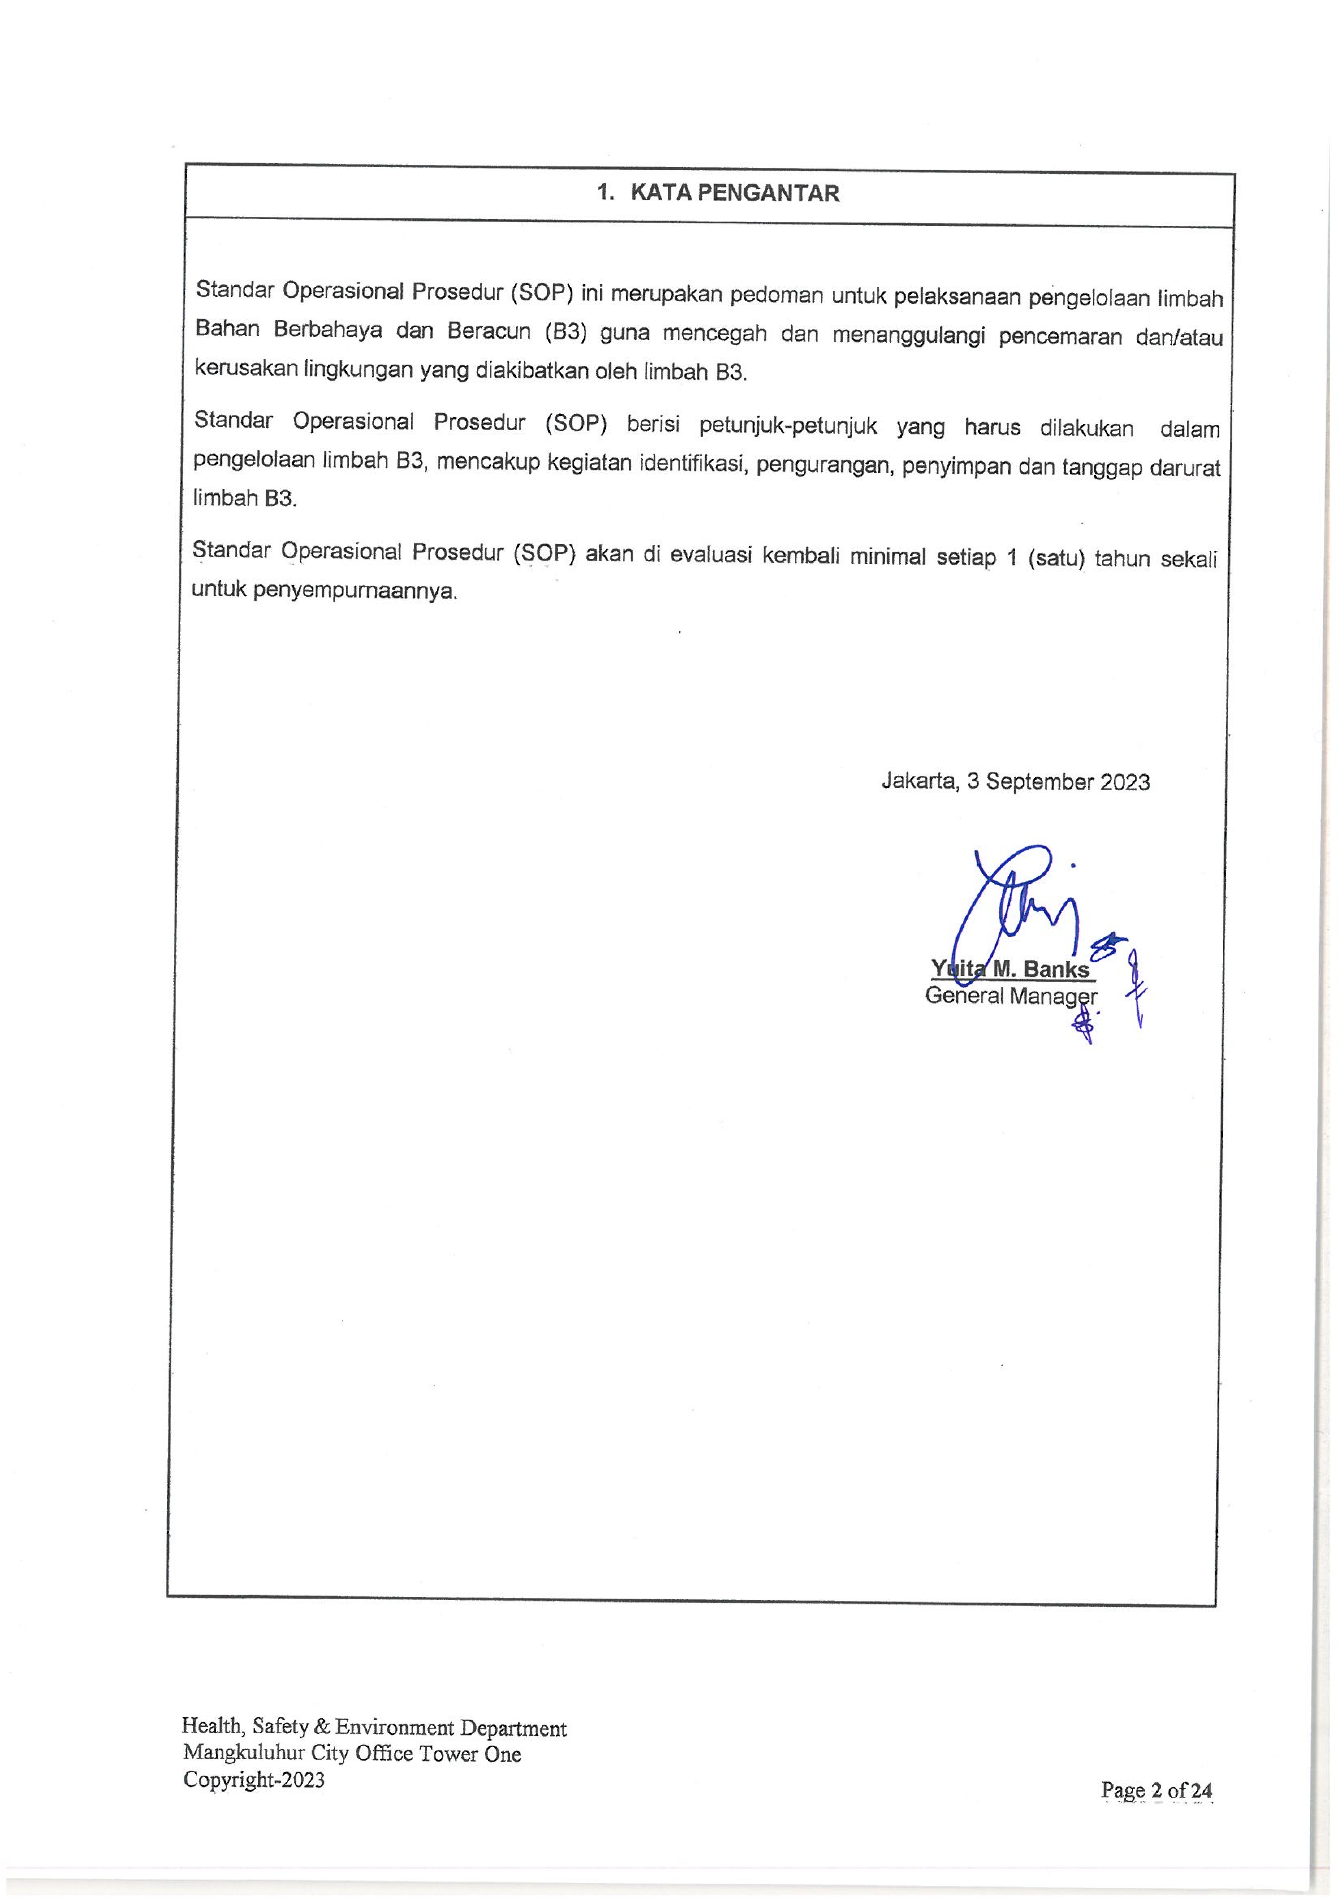 1. KATA PENGANTAR
Standar Operasional Prosedur (SOP) ini merupakan pedoman untuk pelaksanaan pengelolaan limbah
Bahan Berbahaya dan Beracun (B3) guna mencegah dan menanggulangi pencemaran dan/atau
kerusakan lingkungan yang diakibatkan oleh limbah B3.
Standar Operasional Prosedur (SOP) berisi petunjuk-petunjuk yang harus dilakukan dalam
pengelolaan limbah B3, mencakup kegiatan identifikasi, pengurangan, penyimpan dan tanggap darurat
limbah B3.
Standar Operasional Prosedur (SOP) akan di evaluasi kembali minimal setiap 1 (satu) tahun sekali
untuk penyempurnaannya.
Jakarta, 3 September 2023
Yuita M. Banks
General Manager
Health, Safety & Environment Department
Mangkuluhur City Office Tower One
Copyright-2023
Page 2 of 24